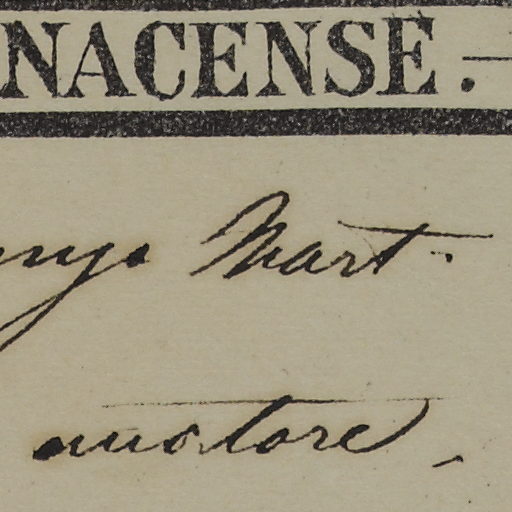 NACENSE.
Mart.
auctore,